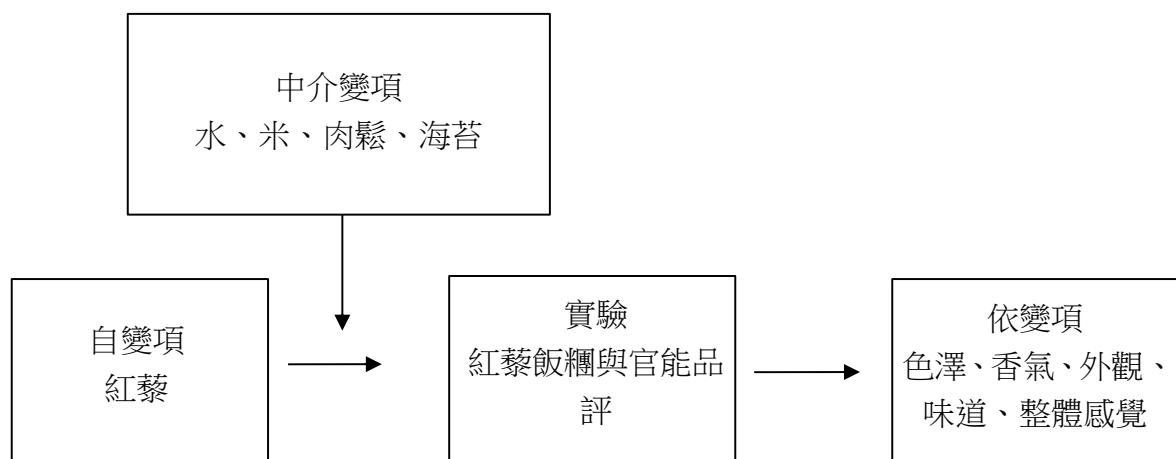 中介變項
水、米、肉鬆、海苔
自變項
紅藜
實驗
紅藜飯糰與官能品
評
依變項
色澤、香氣、外觀、
味道、整體感覺